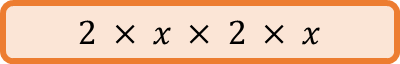 2 × x × 2 × x